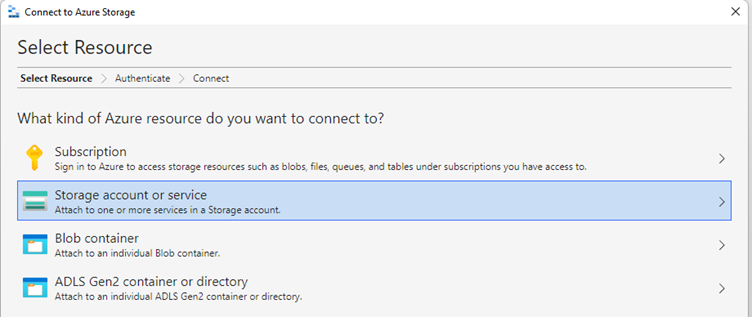 Connect to Azure Storage
Select Resource
Select Resource > Authenticate > Connect
What kind of Azure resource do you want to connect to?
Subscription
Sign in to Azure to access storage resources such as blobs, files, queues, and tables under subscriptions you have access to.
Storage account or service
Attach to one or more services in a Storage account.
Blob container
Attach to an individual Blob container.
ADLS Gen2 container or directory
Attach to an individual ADLS Gen2 container or directory.